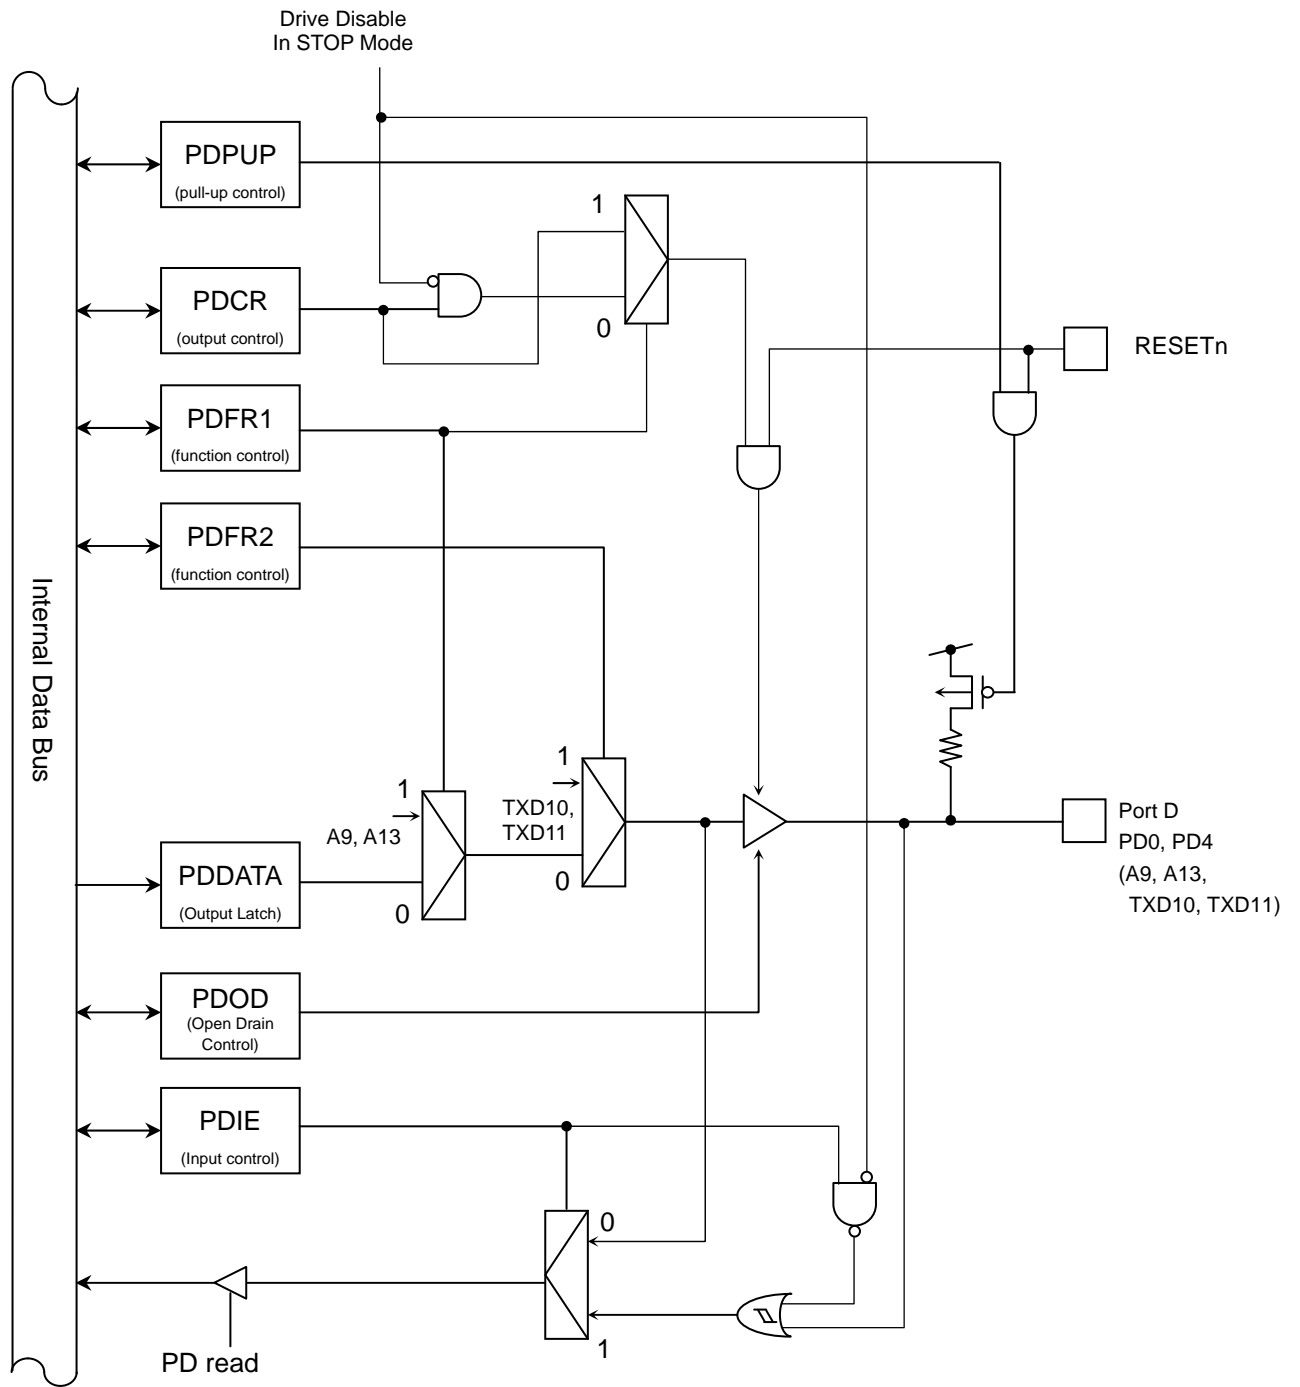 Drive Disable
In STOP Mode
PDPUP
(pull-up control)
1
PDCR
(output control)
0
RESETn
PDFR1
(function control)
PDFR2
(function control)
Internal Data Bus
1
TXD10,
TXD11
1
A9, A13
0
0
PDDATA
(Output Latch)
Port D
PD0, PD4
(A9, A13,
TXD10, TXD11)
PDOD
(Open Drain
Control)
PDIE
(Input control)
0
1
PD read